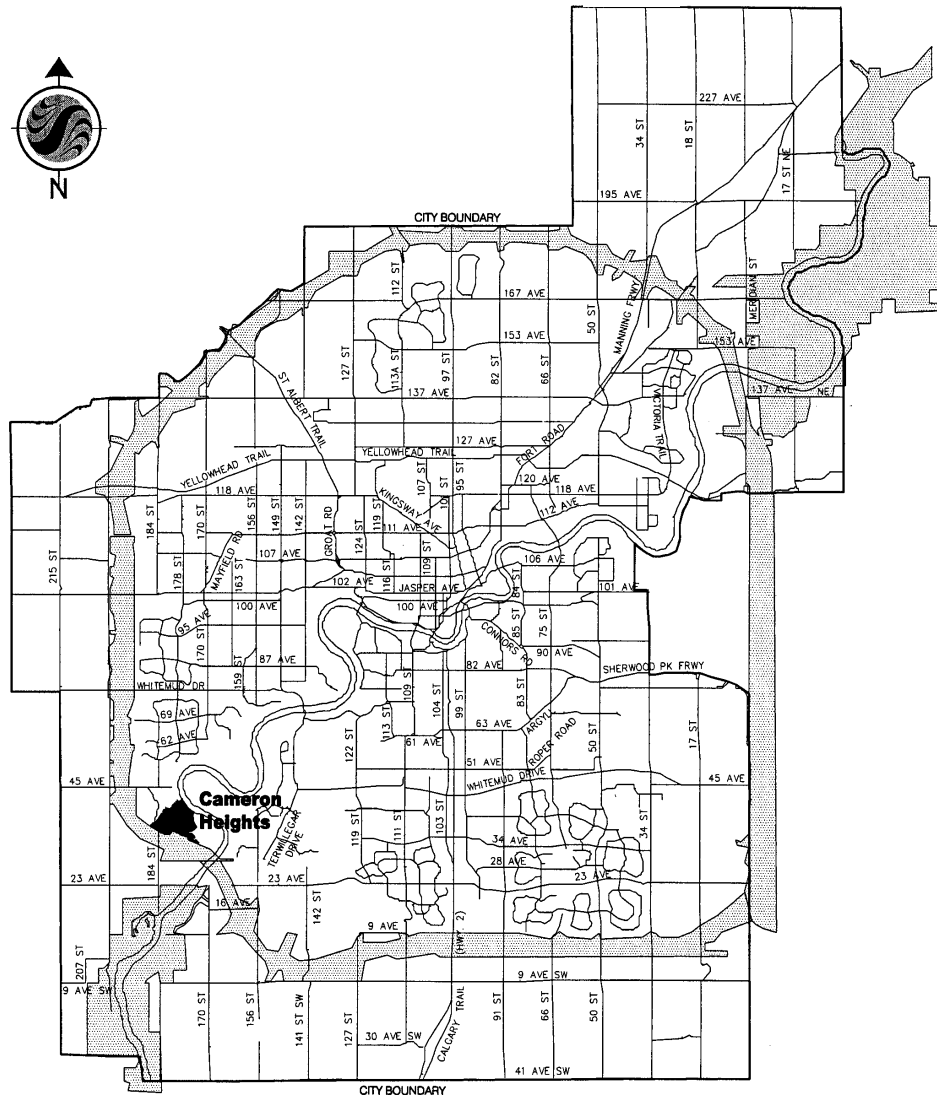 N
227 AVE
34 ST
18 ST
17 ST NE
195 AVE
CITY BOUNDARY
112 ST
167 AVE
50 ST
MANNING FRWY
MERIDIAN ST
153 AVE
153 AVE
127 ST
113A ST
97 ST
82 ST
66 ST
137 AVE
137 AVE
NE
ST ALBERT TRAIL
VICTORIA TRAIL
127 AVE
YELLOWHEAD TRAIL
YELLOWHEAD TRAIL
FORT ROAD
118 AVE
107 ST
101 ST
95 ST
120 AVE
118 AVE
112 AVE
KINGSWAY AVE
184 ST
170 ST
156 ST
149 ST
142 ST
GROAT RD
124 ST
119 ST
111 AVE
215 ST
178 ST
MAYFIELD RD
163 ST
107 AVE
116 ST
109 ST
106 AVE
102 AVE
JASPER AVE
84 ST
101 AVE
100 AVE
100 AVE
95 AVE
170 ST
159 ST
87 AVE
CONNORS RD
85 ST
75 ST
90 AVE
82 AVE
SHERWOOD PK FRWY
WHITEMUD DR
109 ST
104 ST
99 ST
83 ST
69 AVE
62 AVE
122 ST
113 ST
61 AVE
63 AVE
ARGYLL
ROPER ROAD
50 ST
17 ST
51 AVE
45 AVE
WHITEMUD DRIVE
45 AVE
Cameron
Heights
TERWILLEGAR
DRIVE
119 ST
111 ST
103 ST
34 AVE
34 ST
28 AVE
184 ST
23 AVE
23 AVE
23 AVE
16 AVE
142 ST
9 AVE
(HWY. 2)
207 ST
9 AVE SW
9 AVE SW
170 ST
156 ST
141 ST SW
127 ST
30 AVE SW
CALGARY TRAIL
91 ST
66 ST
50 ST
41 AVE SW
CITY BOUNDARY